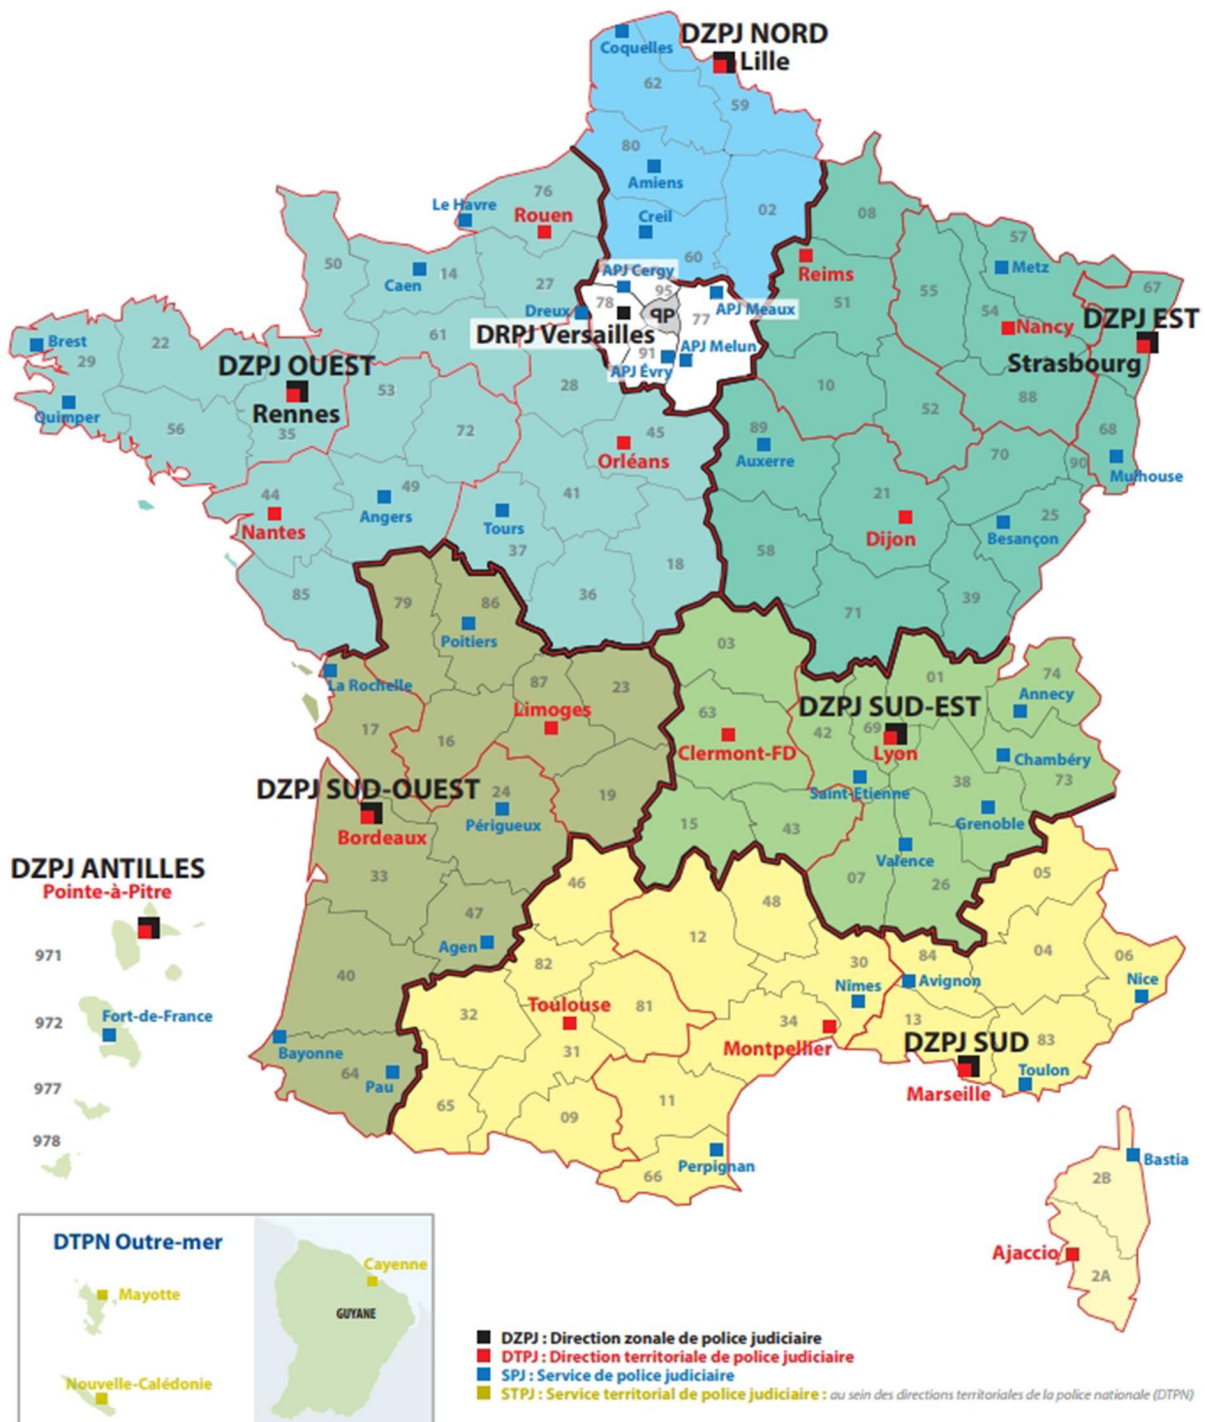 DZPJ NORD
Coquelles
Lille
62
59
80
Amiens
76
Le Havre
Rouen
Creil
02
08
57
60
50
14
Caen
27
APJ Cergy
95
78
Dreux
PP
77
APJ Meaux
DRPJ Versailles
91
APJ Melun
APJ Évry
Reims
51
55
Metz
54
Nancy
67
DZPJ EST
Strasbourg
61
22
Brest
29
DZPJ OUEST
Rennes
35
Quimper
56
53
72
28
10
52
88
68
45
Orléans
89
Auxerre
70
90
Mulhouse
44
Nantes
49
Angers
41
Tours
37
21
Dijon
25
Besançon
58
18
36
85
79
86
Poitiers
39
71
03
La Rochelle
87
23
Limoges
01
74
Annecy
63
DZPJ SUD-EST
42
69
Lyon
Clermont-FD
17
16
Chambéry
73
38
Saint-Etienne
Grenoble
DZPJ SUD-OUEST
Bordeaux
24
Périgueux
19
15
43
Valence
07
26
DZPJ ANTILLES
Pointe-à-Pitre
33
46
48
05
47
Agen
12
971
40
82
30
84
04
06
Nîmes
Avignon
Nice
972
Fort-de-France
32
Toulouse
81
34
13
83
Montpellier
DZPJ SUD
Bayonne
31
64
Pau
Toulon
Marseille
977
65
09
11
978
Perpignan
66
Bastia
2B
Ajaccio
2A
DTPN Outre-mer
Mayotte
Cayenne
GUYANE
Nouvelle-Calédonie
DZPJ : Direction zonale de police judiciaire
DTPJ : Direction territoriale de police judiciaire
SPJ : Service de police judiciaire
STPJ : Service territorial de police judiciaire : au sein des directions territoriales de la police nationale (DTPN)